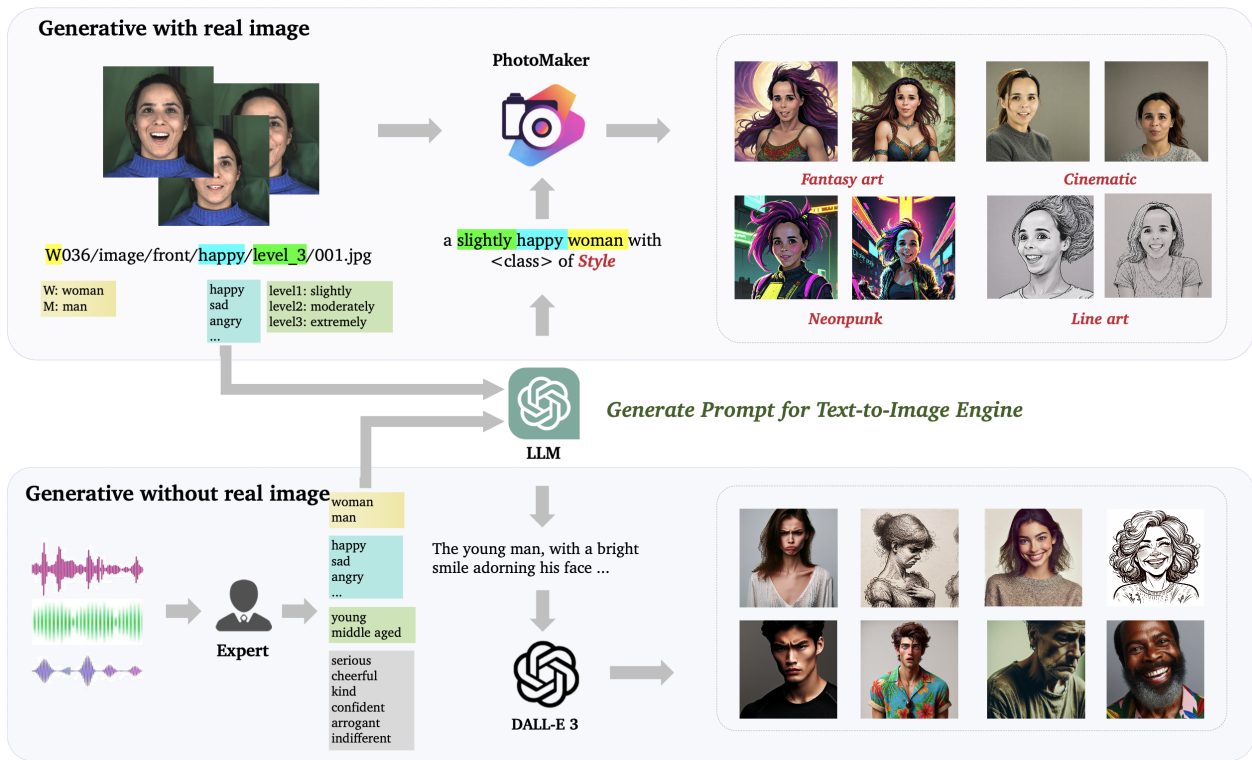 Generative with real image
PhotoMaker
W036/image/front/happy/level_3/001.jpg
W: woman
M: man
happy
sad
angry
...
level1: slightly
level2: moderately
level3: extremely
a slightly happy woman with
<class> of Style
Fantasy art
Cinematic
Neonpunk
Line art
LLM
Generate Prompt for Text-to-Image Engine
Generative without real image
Expert
woman
man
happy
sad
angry
...
young
middle aged
serious
cheerful
kind
confident
arrogant
indifferent
The young man, with a bright
smile adorning his face ...
DALL-E 3